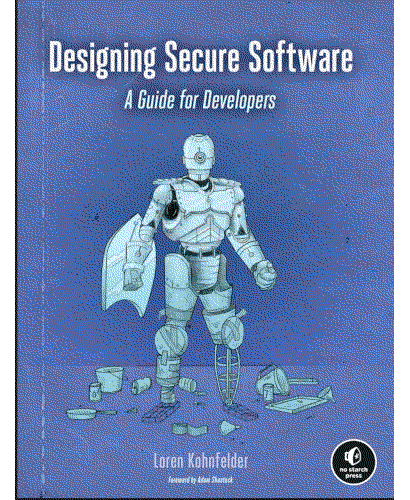 Designing Secure Software
A Guide for Developers
Loren Kohnfelder
Foreword by Adam Shostack
no starch
press